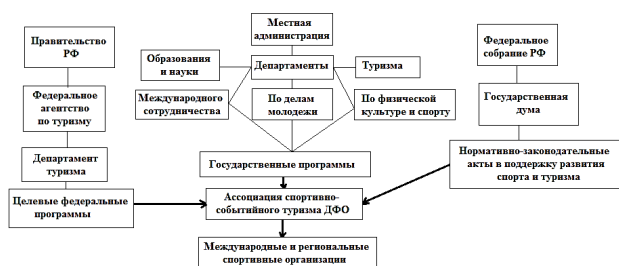 Правительство
РФ
Федеральное
агентство
по туризму
Департамент
туризма
Целевые федеральные
программы
Местная
администрация
Образования
и науки
Департаменты
Туризма
Международного
сотрудничества
По делам
молодежи
По физической
культуре и спорту
Государственные программы
Ассоциация спортивно-
событийного туризма ДФО
Международные и региональные
спортивные организации
Федеральное
собрание РФ
Государственная
дума
Нормативно-законодательные
акты в поддержку развития
спорта и туризма